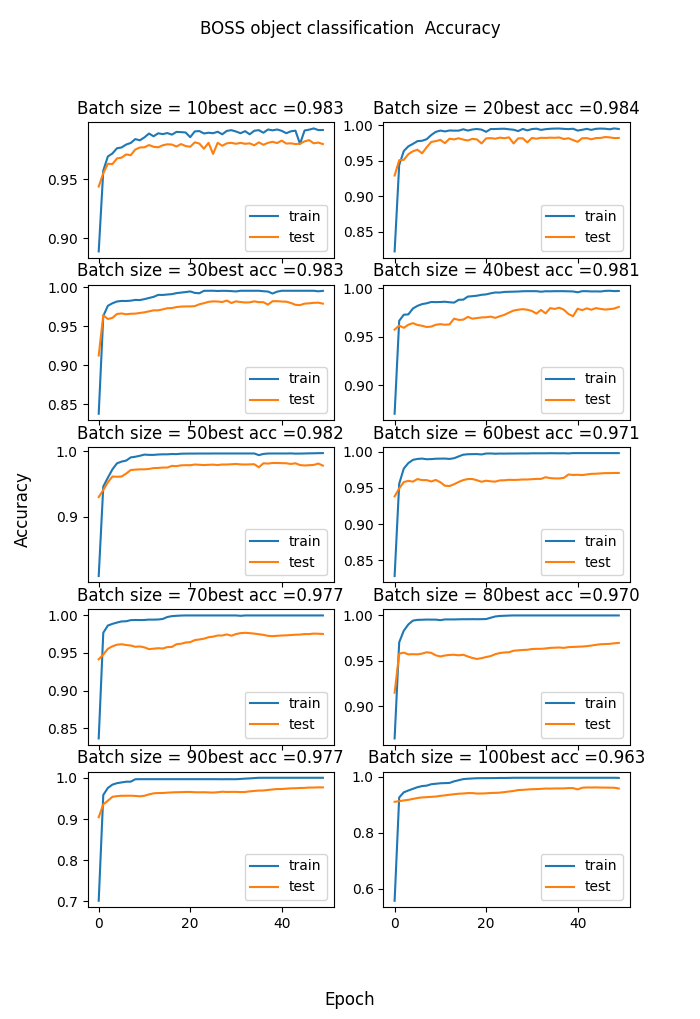 BOSS object classification  Accuracy
Batch size = 10best acc =0.983
0.95
0.90
train
test
Batch size = 20best acc =0.984
1.00
0.95
0.90
0.85
train
test
Batch size = 30best acc =0.983
1.00
0.95
0.90
0.85
train
test
Batch size = 40best acc =0.981
1.00
0.95
0.90
train
test
Batch size = 50best acc =0.982
1.0
0.9
train
test
Batch size = 60best acc =0.971
1.00
0.95
0.90
0.85
train
test
Accuracy
Batch size = 70best acc =0.977
1.00
0.95
0.90
0.85
train
test
Batch size = 80best acc =0.970
1.00
0.95
0.90
train
test
Batch size = 90best acc =0.977
1.0
0.9
0.8
0.7
train
test
0 20 40
Batch size = 100best acc =0.963
1.0
0.8
0.6
train
test
0 20 40
Epoch